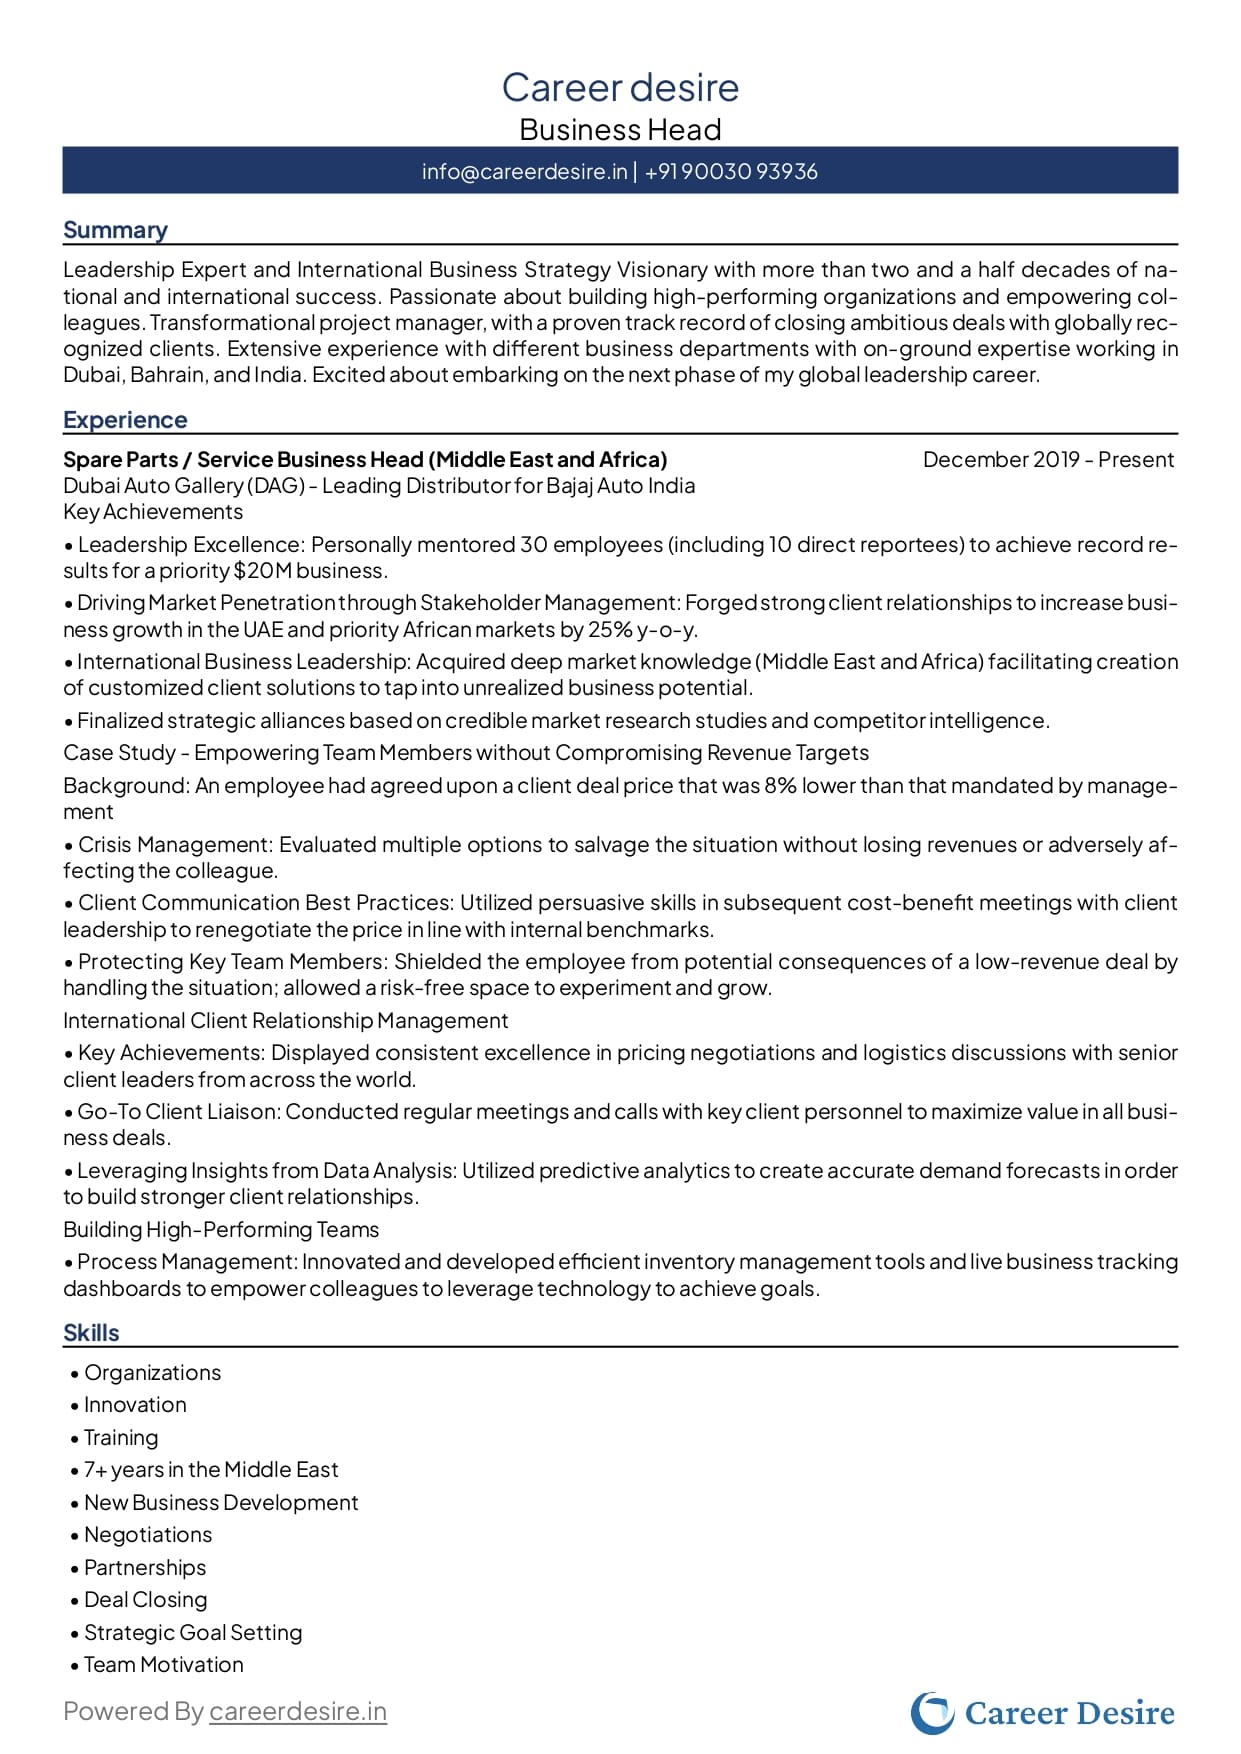 Career desire
Business Head
info@careerdesire.in | +91 90030 93936
Summary
Leadership Expert and International Business Strategy Visionary with more than two and a half decades of na-
tional and international success. Passionate about building high-performing organizations and empowering col-
leagues. Transformational project manager, with a proven track record of closing ambitious deals with globally rec-
ognized clients. Extensive experience with different business departments with on-ground expertise working in
Dubai, Bahrain, and India. Excited about embarking on the next phase of my global leadership career.
Experience
Spare Parts / Service Business Head (Middle East and Africa) December 2019 - Present
Dubai Auto Gallery (DAG) - Leading Distributor for Bajaj Auto India
Key Achievements
• Leadership Excellence: Personally mentored 30 employees (including 10 direct reportees) to achieve record re-
sults for a priority $20M business.
• Driving Market Penetration through Stakeholder Management: Forged strong client relationships to increase busi-
ness growth in the UAE and priority African markets by 25% y-o-y.
• International Business Leadership: Acquired deep market knowledge (Middle East and Africa) facilitating creation
of customized client solutions to tap into unrealized business potential.
• Finalized strategic alliances based on credible market research studies and competitor intelligence.
Case Study - Empowering Team Members without Compromising Revenue Targets
Background: An employee had agreed upon a client deal price that was 8% lower than that mandated by manage-
ment
• Crisis Management: Evaluated multiple options to salvage the situation without losing revenues or adversely af-
fecting the colleague.
• Client Communication Best Practices: Utilized persuasive skills in subsequent cost-benefit meetings with client
leadership to renegotiate the price in line with internal benchmarks.
• Protecting Key Team Members: Shielded the employee from potential consequences of a low-revenue deal by
handling the situation; allowed a risk-free space to experiment and grow.
International Client Relationship Management
• Key Achievements: Displayed consistent excellence in pricing negotiations and logistics discussions with senior
client leaders from across the world.
• Go-To Client Liaison: Conducted regular meetings and calls with key client personnel to maximize value in all busi-
ness deals.
• Leveraging Insights from Data Analysis: Utilized predictive analytics to create accurate demand forecasts in order
to build stronger client relationships.
Building High-Performing Teams
• Process Management: Innovated and developed efficient inventory management tools and live business tracking
dashboards to empower colleagues to leverage technology to achieve goals.
Skills
• Organizations
• Innovation
• Training
• 7+ years in the Middle East
• New Business Development
• Negotiations
• Partnerships
• Deal Closing
• Strategic Goal Setting
• Team Motivation
Powered By careerdesire.in
Career Desire